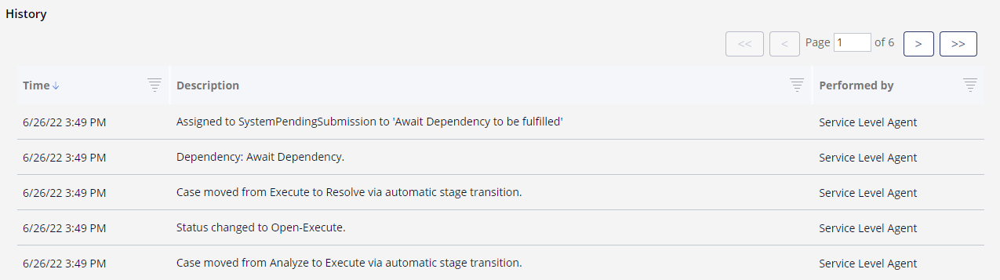 History
<< < Page 1 of 6 > >>
Time Description Performed by
6/26/22 3:49 PM Assigned to SystemPendingSubmission to 'Await Dependency to be fulfilled' Service Level Agent
6/26/22 3:49 PM Dependency: Await Dependency. Service Level Agent
6/26/22 3:49 PM Case moved from Execute to Resolve via automatic stage transition. Service Level Agent
6/26/22 3:49 PM Status changed to Open-Execute. Service Level Agent
6/26/22 3:49 PM Case moved from Analyze to Execute via automatic stage transition. Service Level Agent